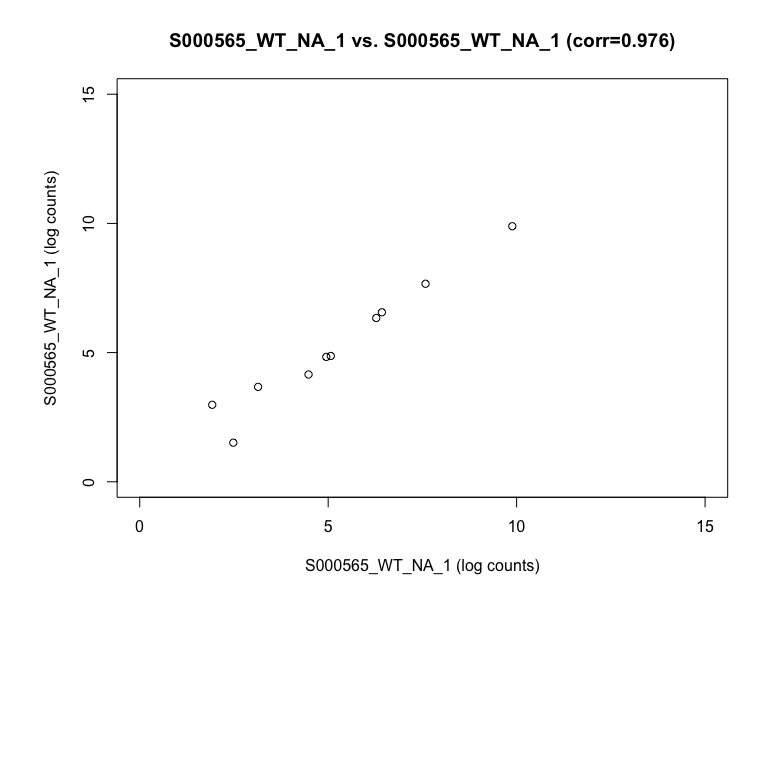 S000565_WT_NA_1 vs. S000565_WT_NA_1 (corr=0.976)
S000565_WT_NA_1 (log counts)
15
10
5
0
0 5 10 15
S000565_WT_NA_1 (log counts)